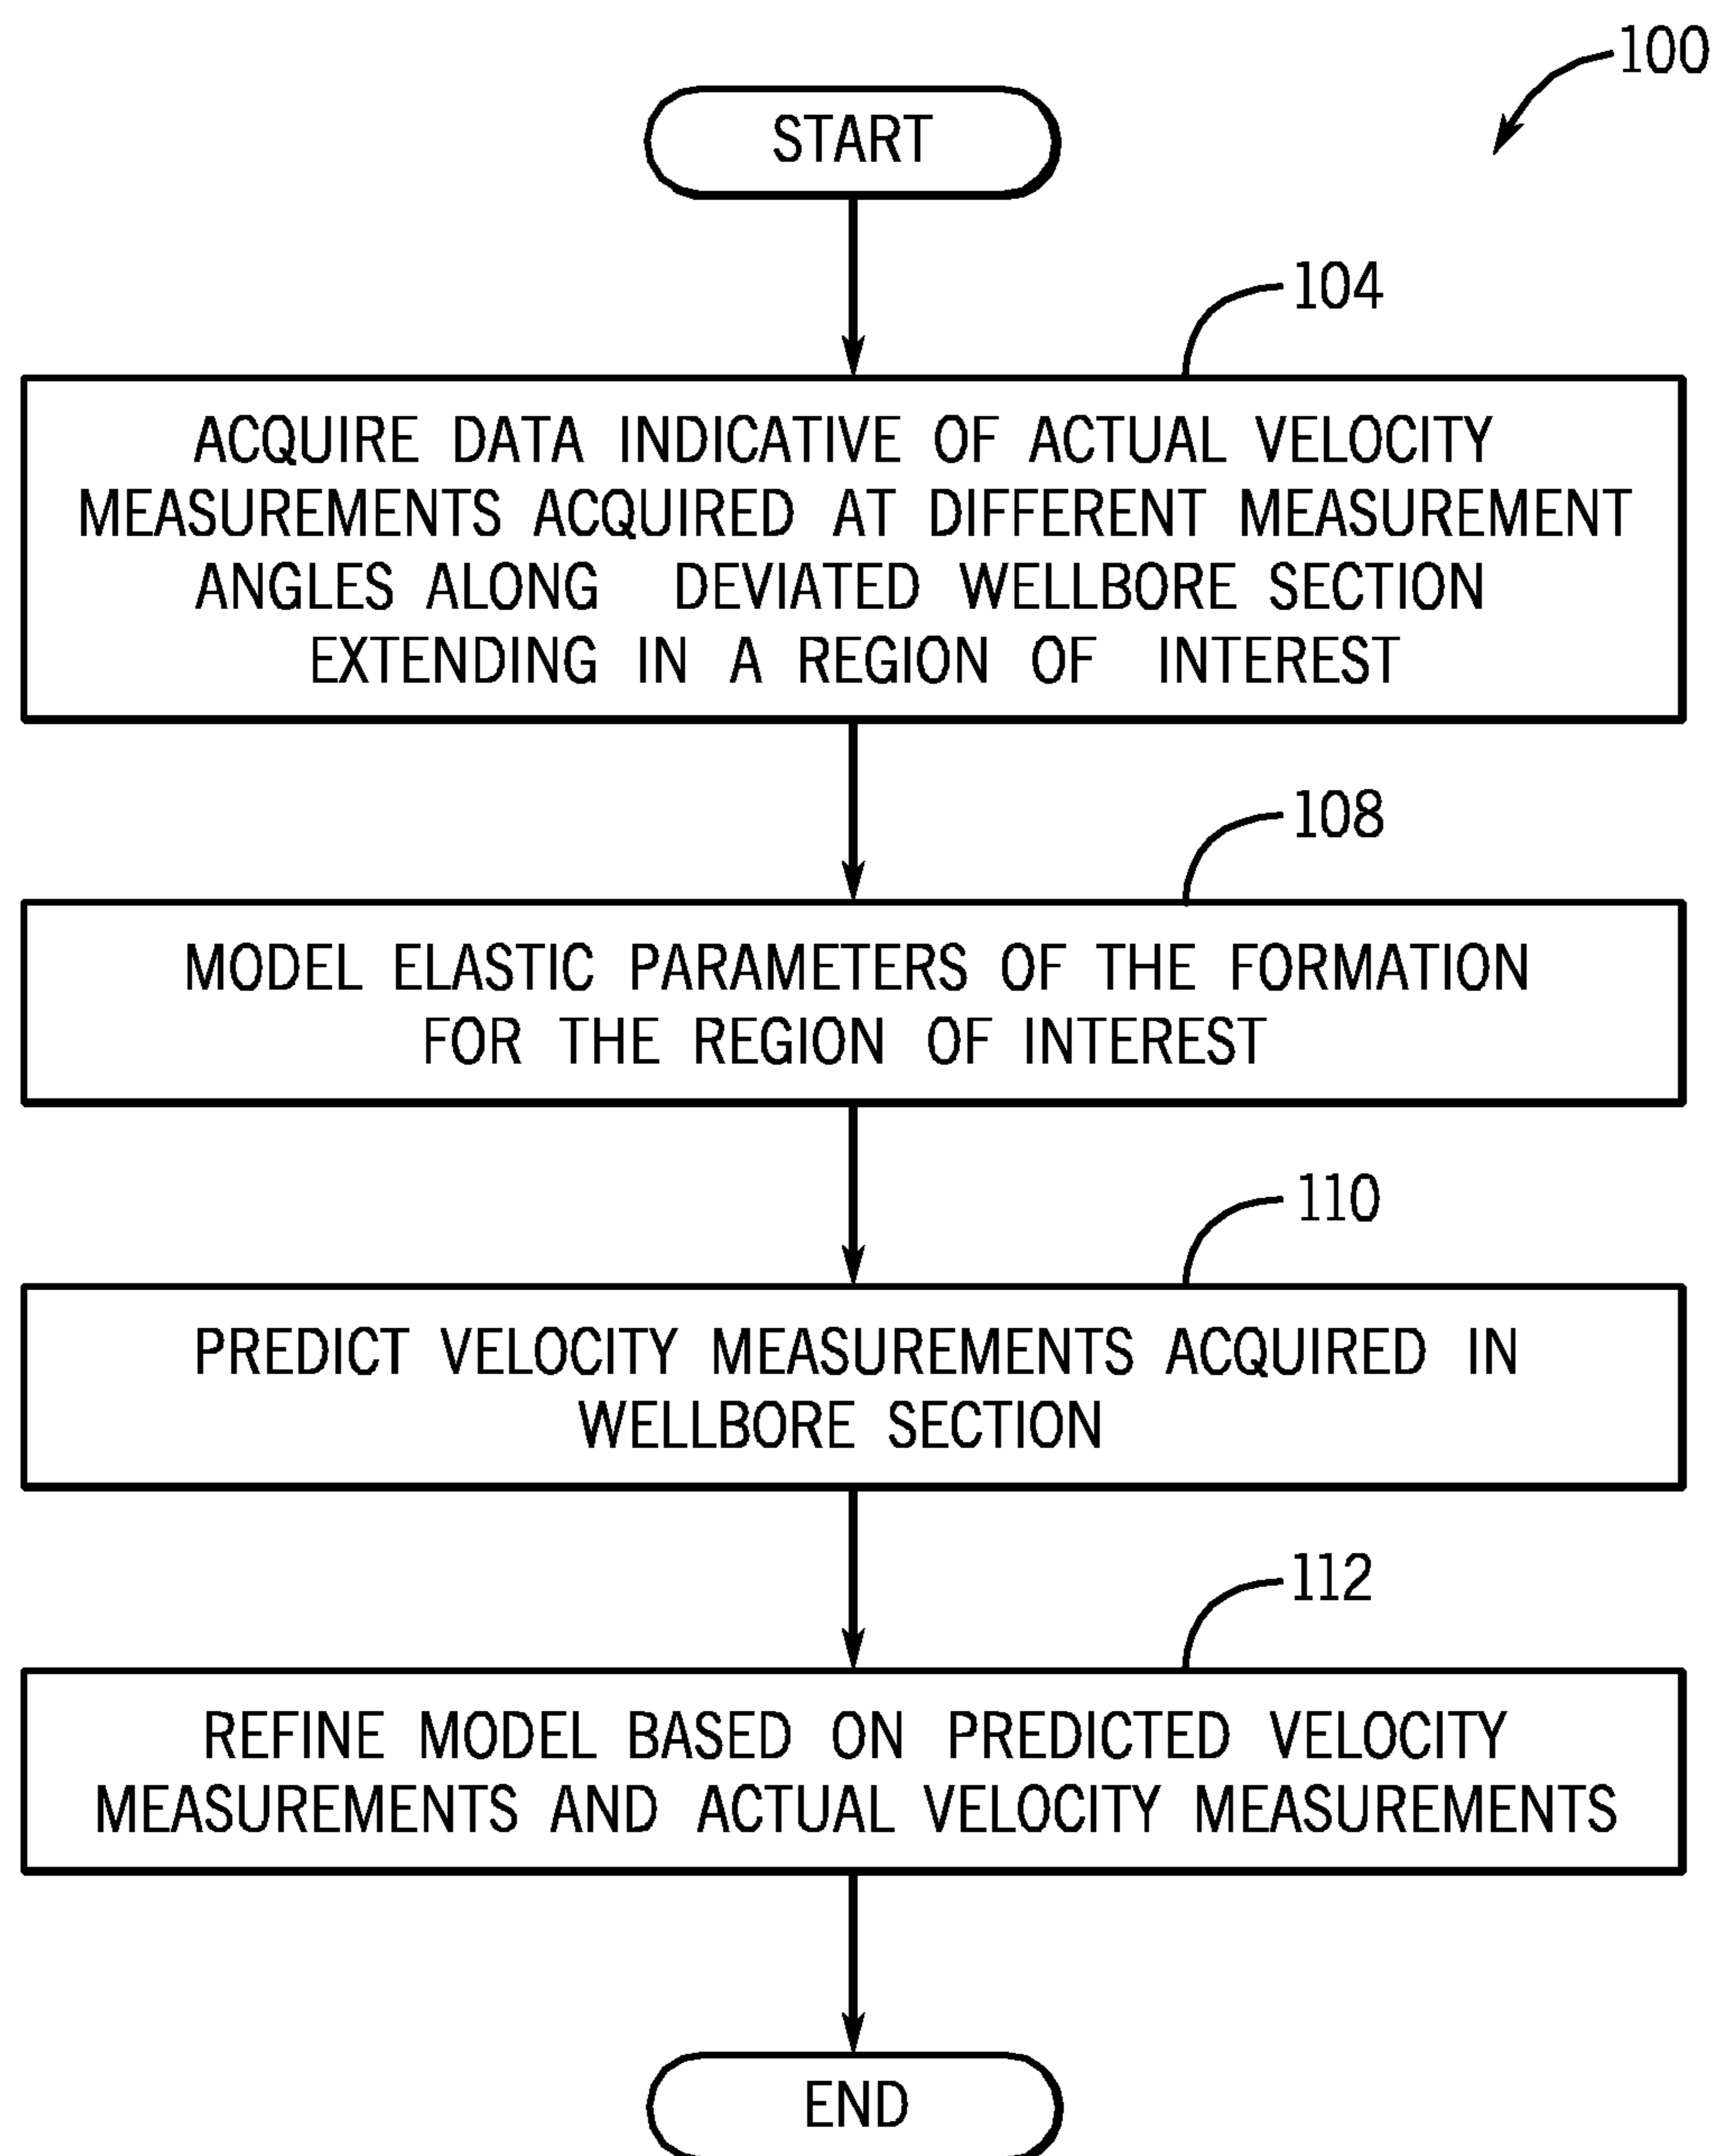 100
START
104
ACQUIRE DATA INDICATIVE OF ACTUAL VELOCITY
MEASUREMENTS ACQUIRED AT DIFFERENT MEASUREMENT
ANGLES ALONG DEVIATED WELLBORE SECTION
EXTENDING IN A REGION OF INTEREST
108
MODEL ELASTIC PARAMETERS OF THE FORMATION
FOR THE REGION OF INTEREST
110
PREDICT VELOCITY MEASUREMENTS ACQUIRED IN
WELLBORE SECTION
112
REFINE MODEL BASED ON PREDICTED VELOCITY
MEASUREMENTS AND ACTUAL VELOCITY MEASUREMENTS
END